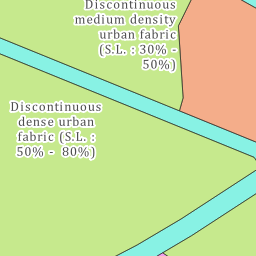 Discontinuous
medium density
urban fabric
(S.L. : 30% -
50%)
Discontinuous
dense urban
fabric (S.L. :
50% -  80%)